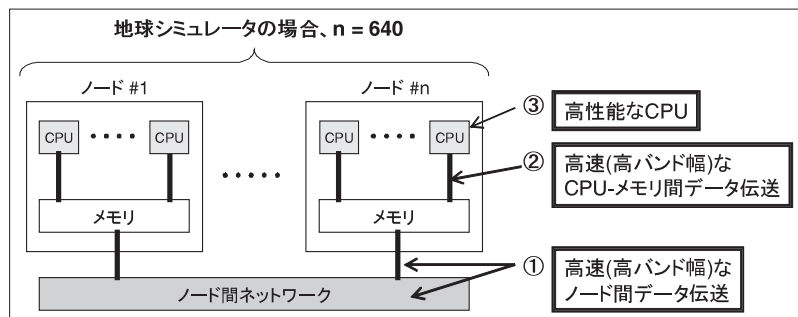 地球シミュレータの場合、n = 640
ノード #1
ノード #n
CPU
‥‥
CPU
CPU
‥‥
CPU
‥‥‥
メモリ
メモリ
ノード間ネットワーク
③ 高性能なCPU
② 高速(高バンド幅)な
CPU-メモリ間データ伝送
① 高速(高バンド幅)な
ノード間データ伝送